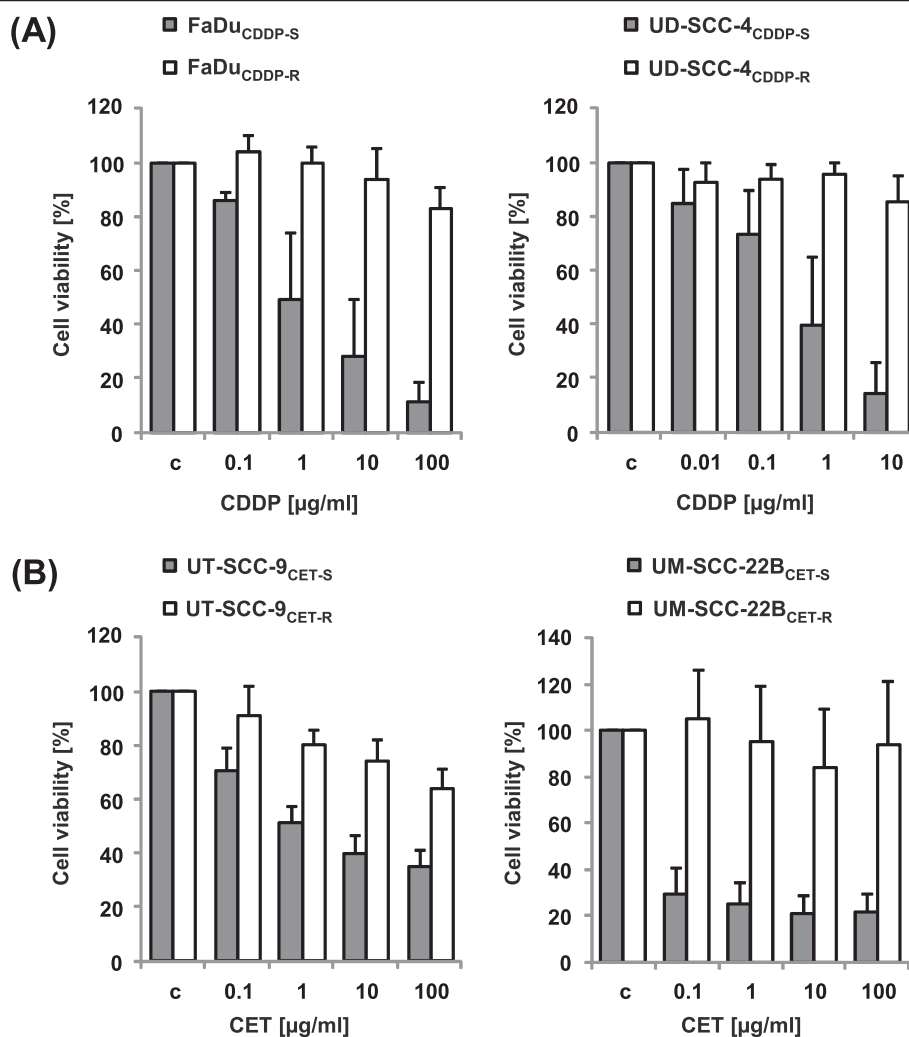 (A)
FaDuCDDP-S
FaDuCDDP-R
120
100
80
60
40
20
0
Cell viability [%]
c 0.1 1 10 100
CDDP [µg/ml]
UD-SCC-4CDDP-S
UD-SCC-4CDDP-R
120
100
80
60
40
20
0
Cell viability [%]
c 0.01 0.1 1 10
CDDP [µg/ml]
(B)
UT-SCC-9CET-S
UT-SCC-9CET-R
120
100
80
60
40
20
0
Cell viability [%]
c 0.1 1 10 100
CET [µg/ml]
UM-SCC-22BCET-S
UM-SCC-22BCET-R
140
120
100
80
60
40
20
0
Cell viability [%]
c 0.1 1 10 100
CET [µg/ml]